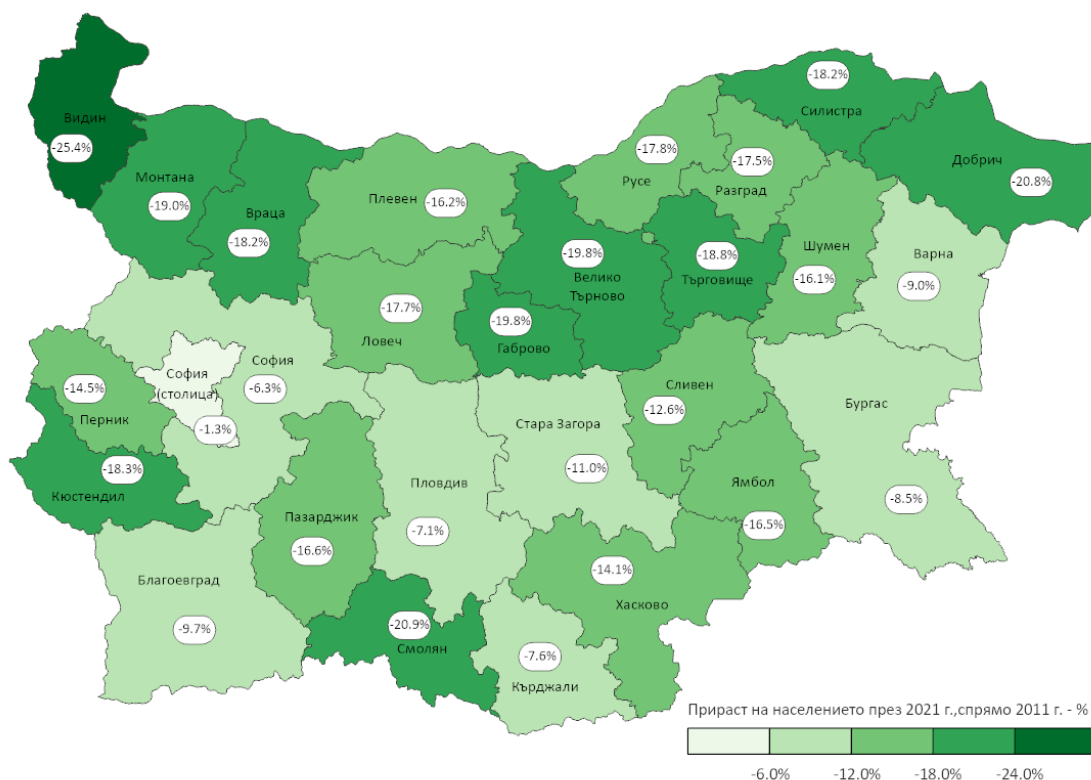 -18.2%
Силистра
Видин
-25.4%
-17.8%
Русе
-17.5%
Разград
Добрич
-20.8%
Монтана
-19.0%
Враца
-18.2%
Плевен
-16.2%
-19.8%
Велико
Търново
-18.8%
Търговище
Шумен
-16.1%
Варна
-9.0%
-17.7%
Ловеч
-19.8%
Габрово
София
-6.3%
София
(столица)
-1.3%
-14.5%
Перник
-18.3%
Кюстендил
Сливен
-12.6%
Бургас
-8.5%
Стара Загора
-11.0%
Ямбол
-16.5%
Пловдив
-7.1%
Пазарджик
-16.6%
Благоевград
-9.7%
-14.1%
Хасково
-20.9%
Смолян
-7.6%
Кърджали
Прираст на населението през 2021 г.,спрямо 2011 г. - %
-6.0% -12.0% -18.0% -24.0%